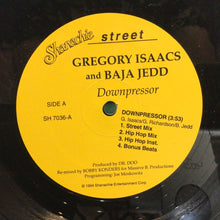 Shanachie street
GREGORY ISAACS
and BAJA JEDD
Downpressor
SIDE A
SH 7036-A
DOWNPRESSOR (3:53)
G. Isaacs/G. Richardson/B. Jedd
1. Street Mix
2. Hip Hop Mix
3. Hip Hop Inst.
4. Bonus Beats
Produced by DR. DOO
Re-mixed by BOBBY KONDERS for Massive B. Productions
Programming: Joe Moskowitz
© 1994 Shanachie Entertainment Corp